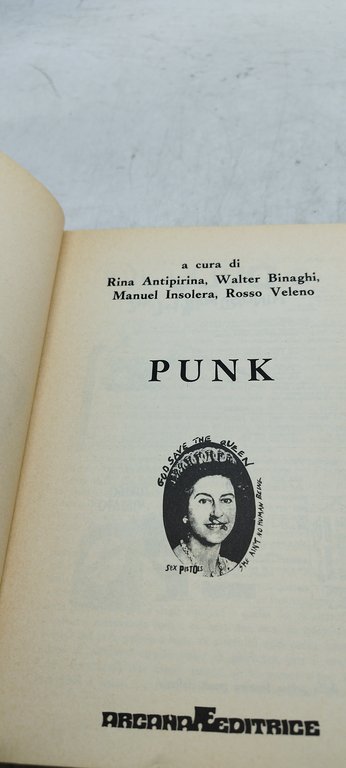 a cura di
Rina Antipirina, Walter Binaghi,
Manuel Insolera, Rosso Veleno
PUNK
GOD SAVE THE QUEEN
SHE AIN'T NO HUMAN BEING
SEX PISTOLS
ARCANA Æ EDITRICE